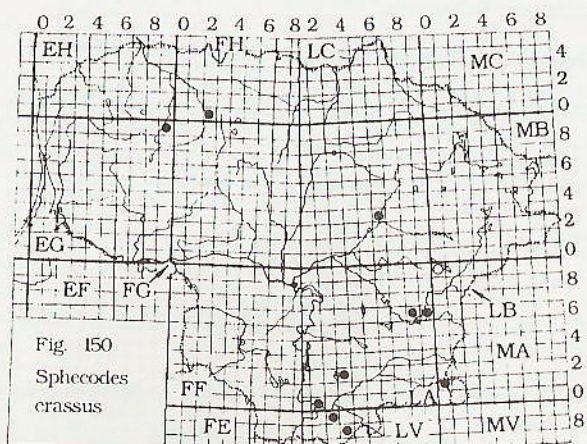 0 2 4 6 8 0 2 4 6 8 0 2 4 6 8 0 2 4 6 8
EH FH LC MC 4
2
0
MB 8
6
4
2
EG 0
EF FG 8
LB 6
Fig. 150 MA 4
Sphecodes 2
crassus FF LA 0
FE LV MV 8